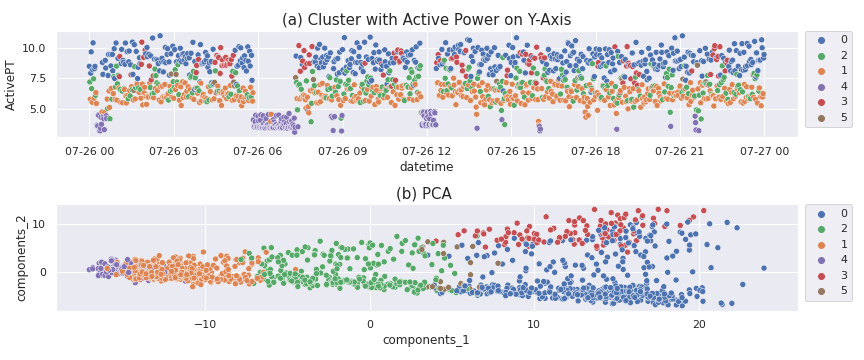 (a) Cluster with Active Power on Y-Axis
ActivePT
10.0
7.5
5.0
07-26 00 07-26 03 07-26 06 07-26 09 07-26 12 07-26 15 07-26 18 07-26 21 07-27 00
datetime
0
2
1
4
3
5
(b) PCA
components_2
10
0
−10 0 10 20
components_1
0
2
1
4
3
5